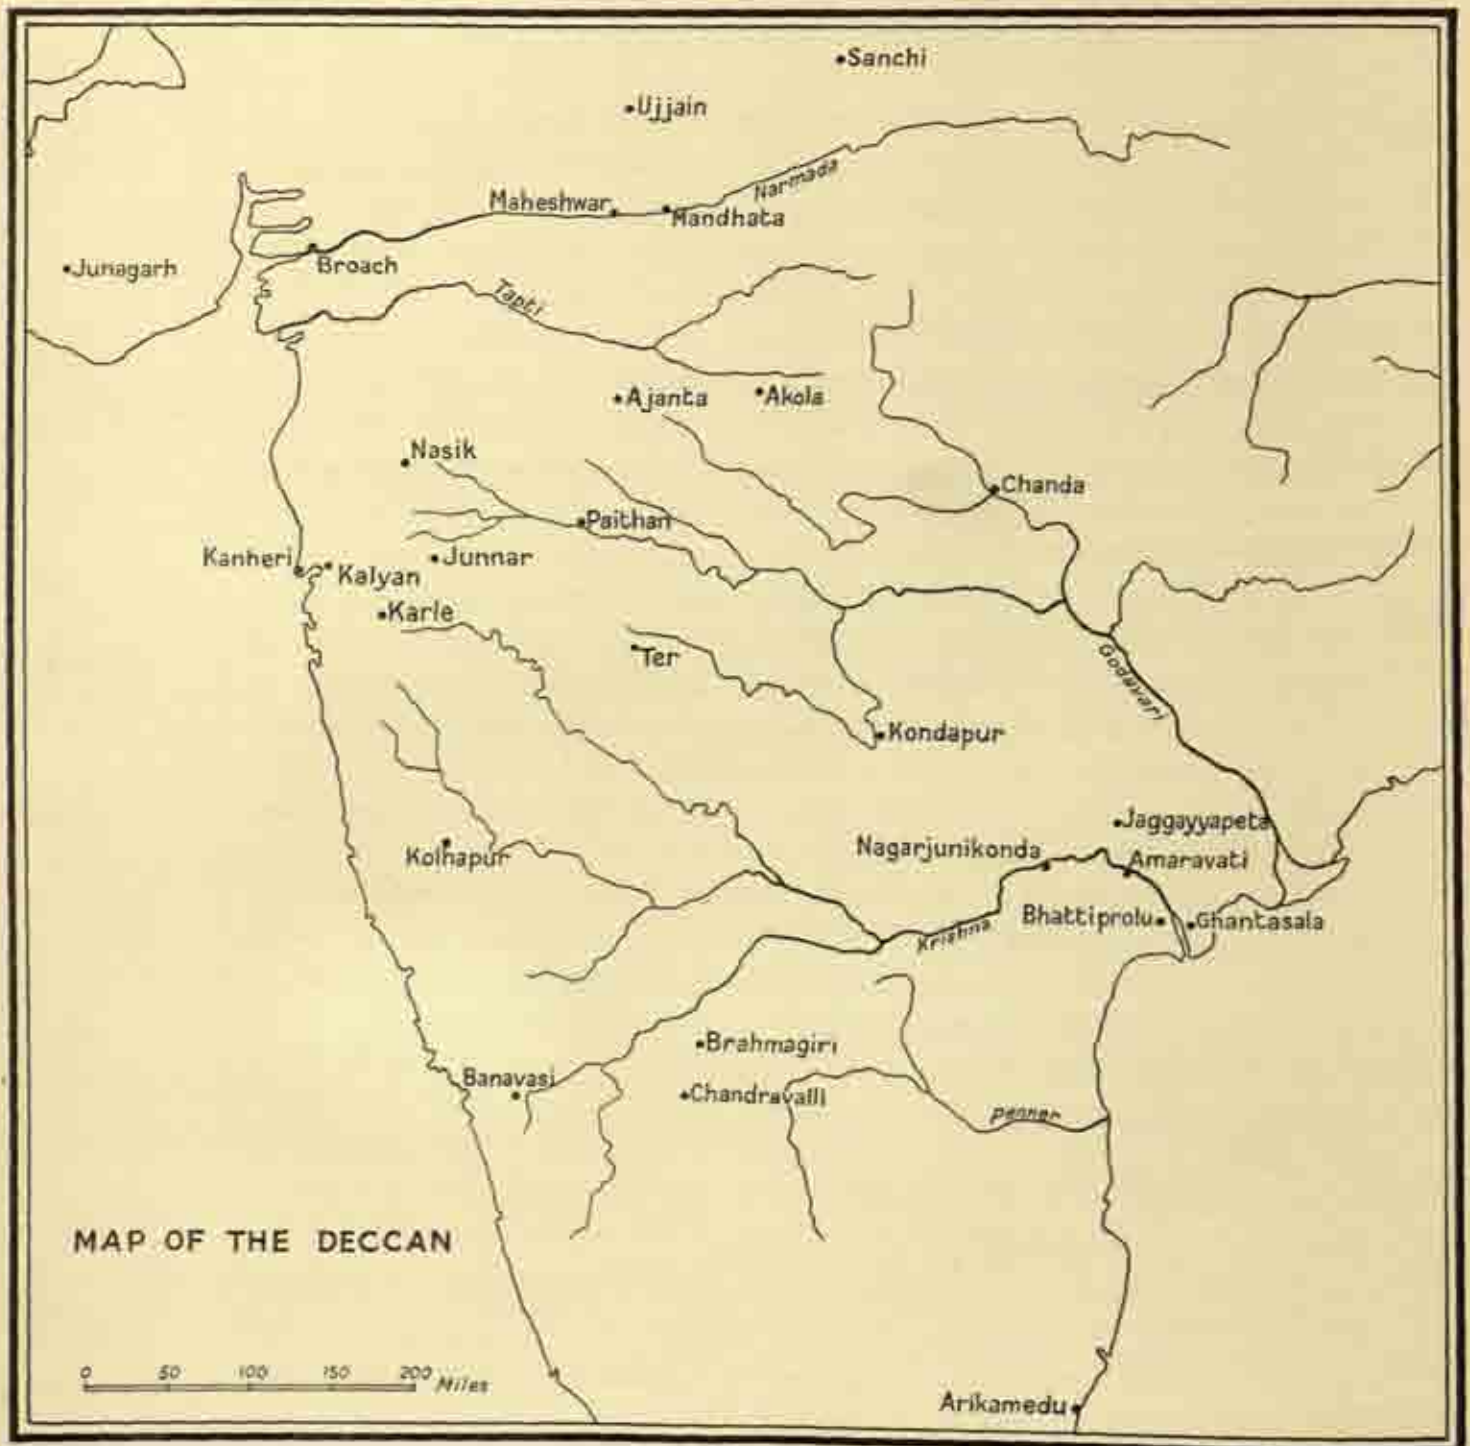 Sanchi
Ujjain
Narmada
Maheshwar
Mandhata
Junagarh
Broach
Tapti
Ajanta
Akola
Nasik
Chanda
Paithan
Kanheri
Junnar
Kalyan
Karle
Ter
Godavari
Kondapur
Jaggayyapeta
Kolhapur
Nagarjunikonda
Amaravati
Bhattiprolu
Ghantasala
Krishna
Brahmagiri
Banavasi
Chandravalli
Penner
MAP OF THE DECCAN
0 50 100 150 200 Miles
Arikamedu